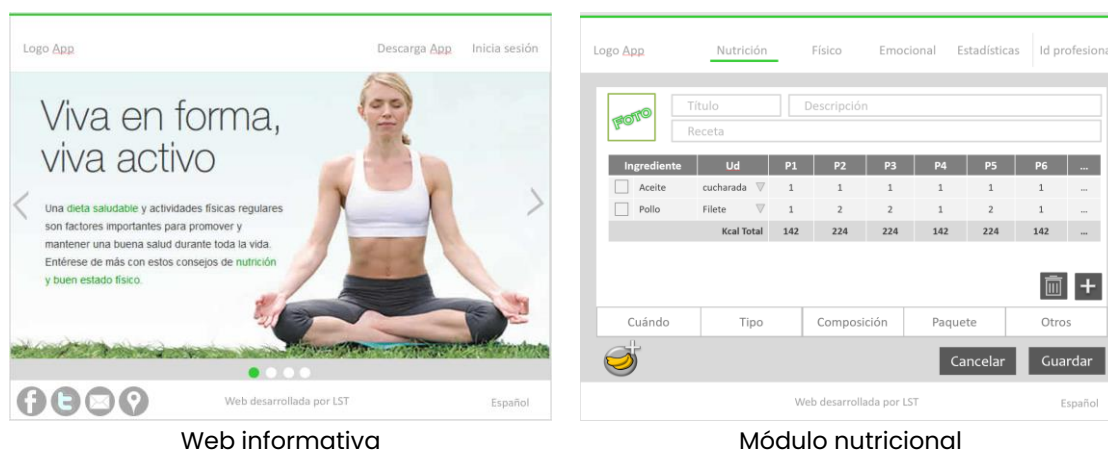 Logo App
Descarga App
Inicia sesión
Viva en forma,
viva activo
Una dieta saludable y actividades físicas regulares
son factores importantes para promover y
mantener una buena salud durante toda la vida.
Entérese de más con estos consejos de nutrición
y buen estado físico.
Web desarrollada por LST
Español
Web informativa
Logo App
Nutrición
Físico
Emocional
Estadísticas
Id profesiona
FOTO
Título
Descripción
Receta
Ingrediente Ud P1 P2 P3 P4 P5 P6 ...
Aceite cucharada 1 1 1 1 1 1 ...
Pollo Filete 1 2 2 1 2 1 ...
Kcal Total 142 224 224 142 224 142 ...
Cuándo
Tipo
Composición
Paquete
Otros
Cancelar
Guardar
Web desarrollada por LST
Español
Módulo nutricional